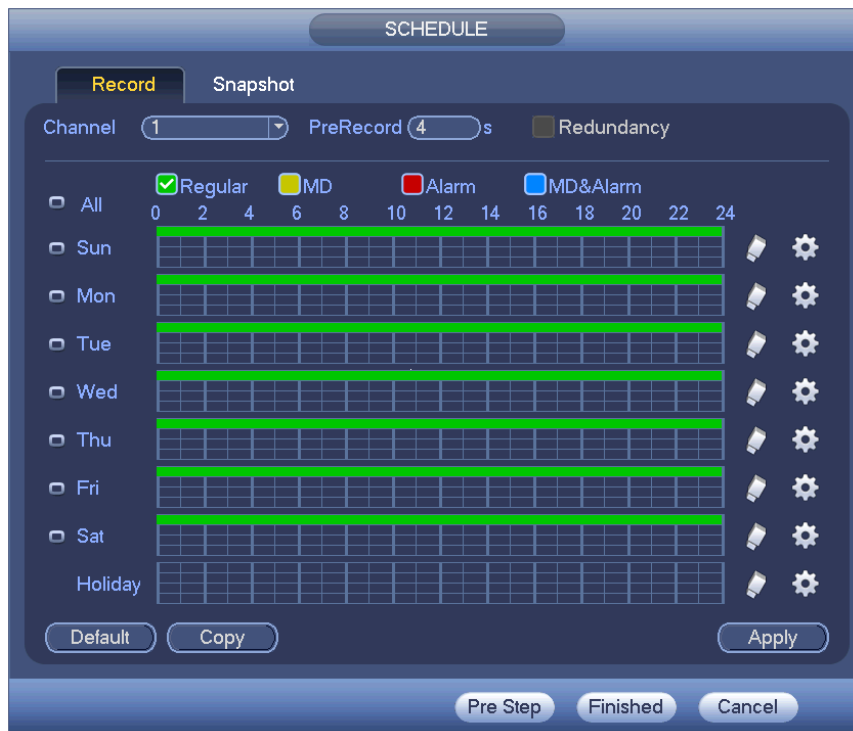 SCHEDULE
Record Snapshot
Channel 1 PreRecord 4 s Redundancy
Regular MD Alarm MD&Alarm
All 0 2 4 6 8 10 12 14 16 18 20 22 24
Sun
Mon
Tue
Wed
Thu
Fri
Sat
Holiday
Default Copy Apply
Pre Step Finished Cancel